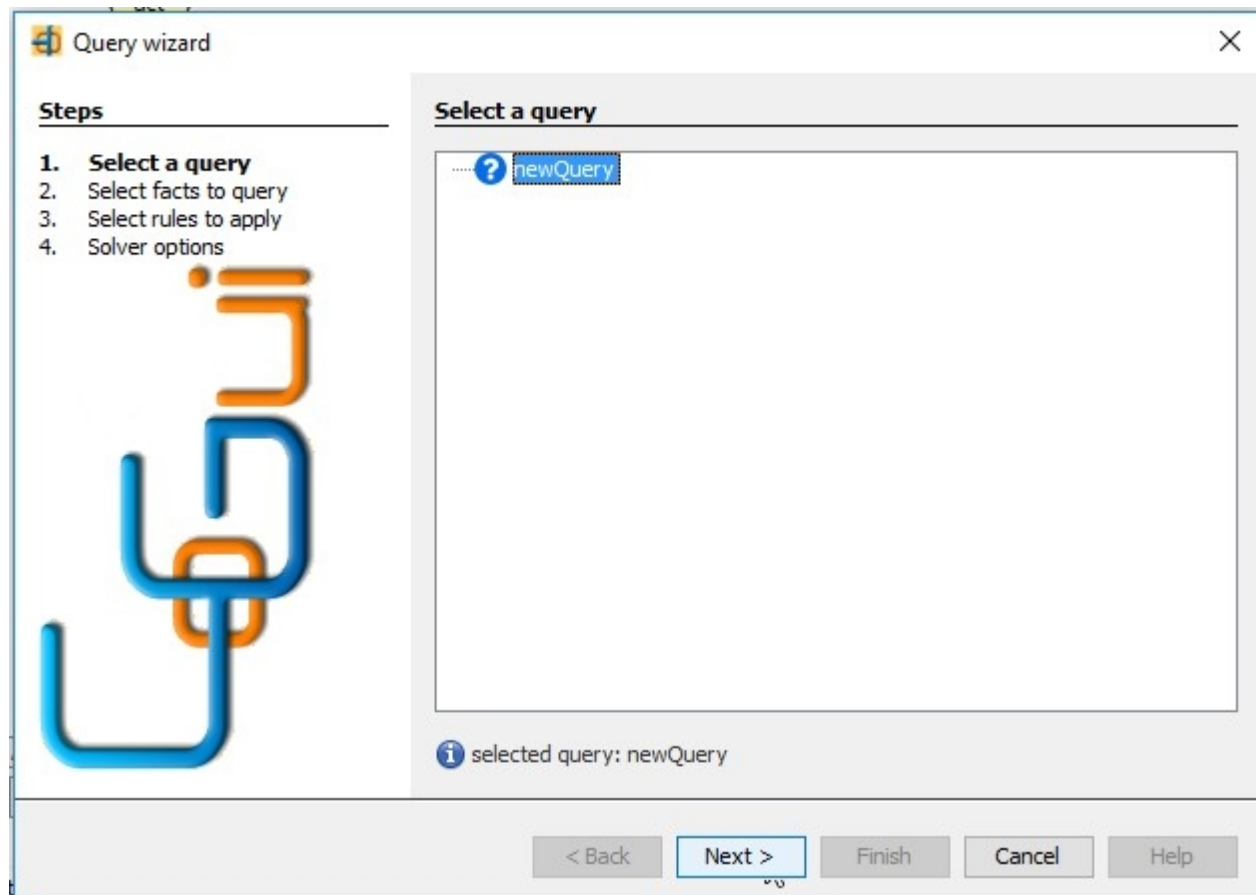 Query wizard
Steps
1. Select a query
2. Select facts to query
3. Select rules to apply
4. Solver options
CoGui
Select a query
newQuery
selected query: newQuery
< Back
Next >
Finish
Cancel
Help